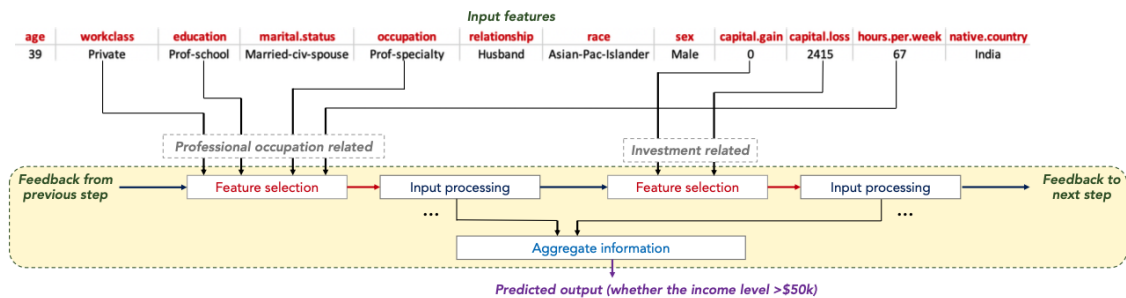 Input features
age workclass education marital.status occupation relationship race sex capital.gain capital.loss hours.per.week native.country
39 Private Prof-school Married-civ-spouse Prof-specialty Husband Asian-Pac-Islander Male 0 2415 67 India
Professional occupation related
Investment related
Feedback from
previous step
Feature selection
Input processing
Feature selection
Input processing
Feedback to
next step
...
...
Aggregate information
Predicted output (whether the income level >$50k)